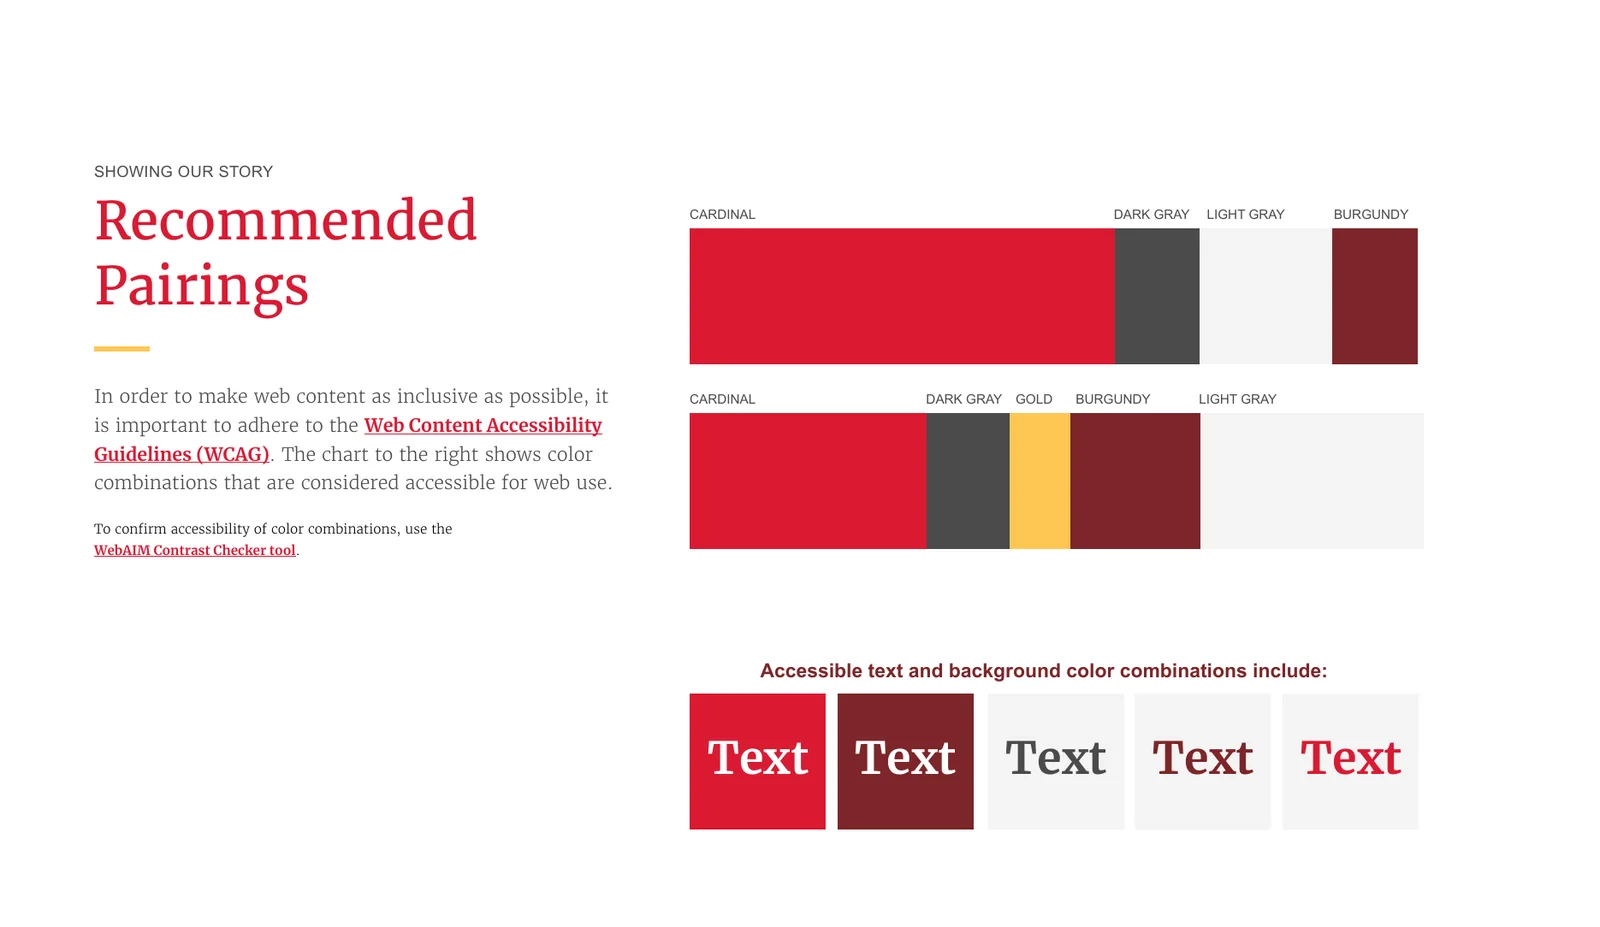 SHOWING OUR STORY
Recommended
Pairings
In order to make web content as inclusive as possible, it
is important to adhere to the Web Content Accessibility
Guidelines (WCAG). The chart to the right shows color
combinations that are considered accessible for web use.
To confirm accessibility of color combinations, use the
WebAIM Contrast Checker tool.
CARDINAL DARK GRAY LIGHT GRAY BURGUNDY
CARDINAL DARK GRAY GOLD BURGUNDY LIGHT GRAY
Accessible text and background color combinations include:
Text Text Text Text Text